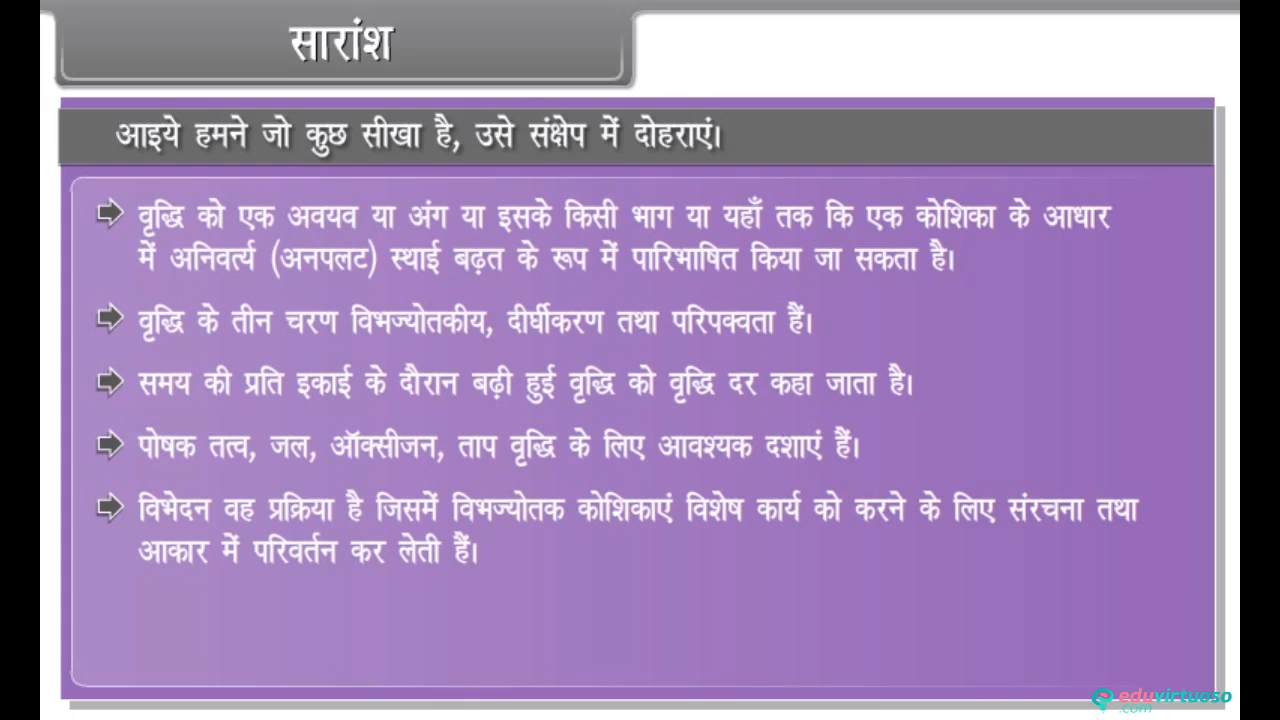 सारांश
आइये हमने जो कुछ सीखा है, उसे संक्षेप में दोहराएं।
वृद्धि को एक अवयव या अंग या इसके किसी भाग या यहाँ तक कि एक कोशिका के आधार
में अनिवर्त्य (अनपलट) स्थाई बढ़त के रूप में पारिभाषित किया जा सकता है।
वृद्धि के तीन चरण विभज्योतकीय, दीर्घीकरण तथा परिपक्वता हैं।
समय की प्रति इकाई के दौरान बढ़ी हुई वृद्धि को वृद्धि दर कहा जाता है।
पोषक तत्व, जल, ऑक्सीजन, ताप वृद्धि के लिए आवश्यक दशाएं हैं।
विभेदन वह प्रक्रिया है जिसमें विभज्योतक कोशिकाएं विशेष कार्य को करने के लिए संरचना तथा
आकार में परिवर्तन कर लेती हैं।
eduvirtuoso
.com